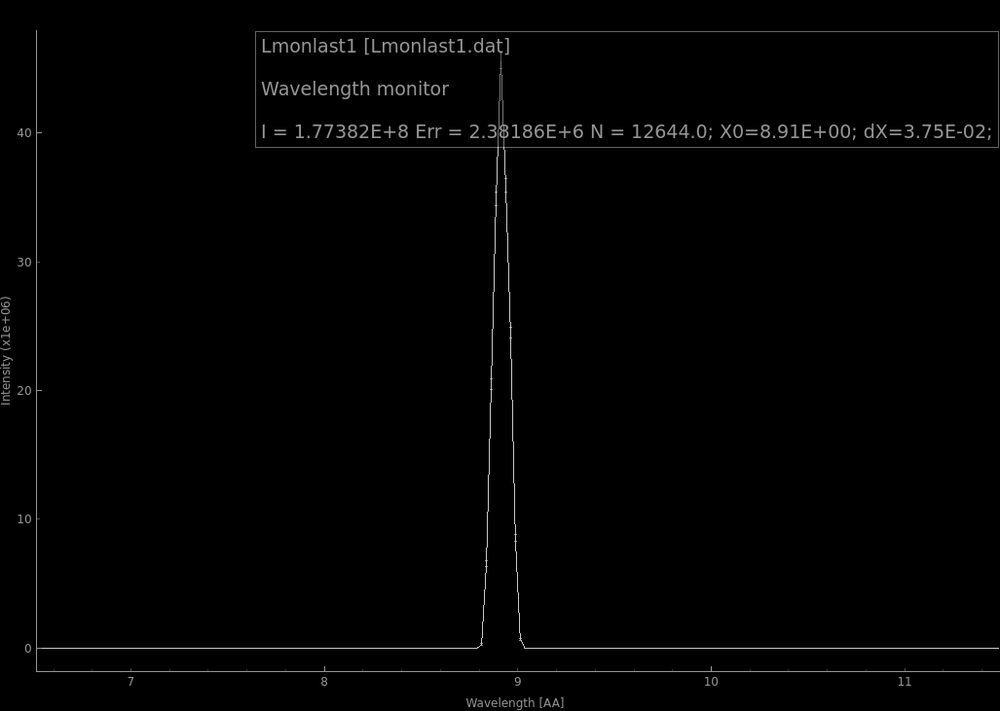 Lmonlast1 [Lmonlast1.dat]
Wavelength monitor
I = 1.77382E+8 Err = 2.38186E+6 N = 12644.0; X0=8.91E+00; dX=3.75E-02;
40
30
20
10
0
Intensity (x1e+06)
7 8 9 10 11
Wavelength [AA]